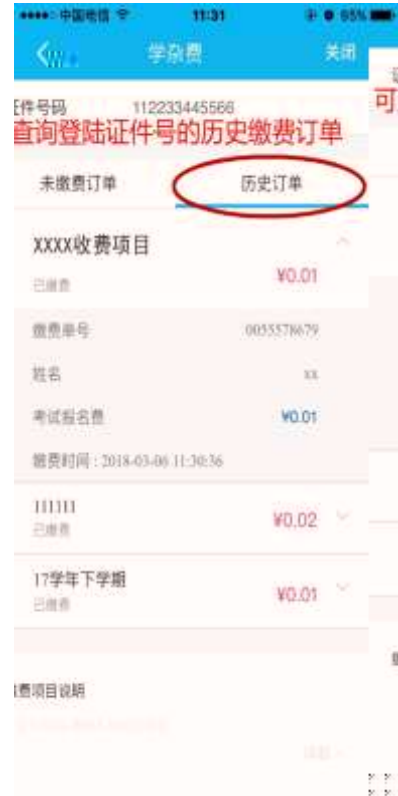 中国电信 11:31 65%
学杂费 关闭
证件号码 112233445566
可
查询登陆证件号的历史缴费订单
未缴费订单 历史订单
XXXX收费项目
已缴费 ¥0.01
缴费单号 0055578679
姓名 xx
考试报名费 ¥0.01
缴费时间：2018-03-06 11:30:36
111111
已缴费 ¥0.02
17学年下学期
已缴费 ¥0.01
缴费项目说明